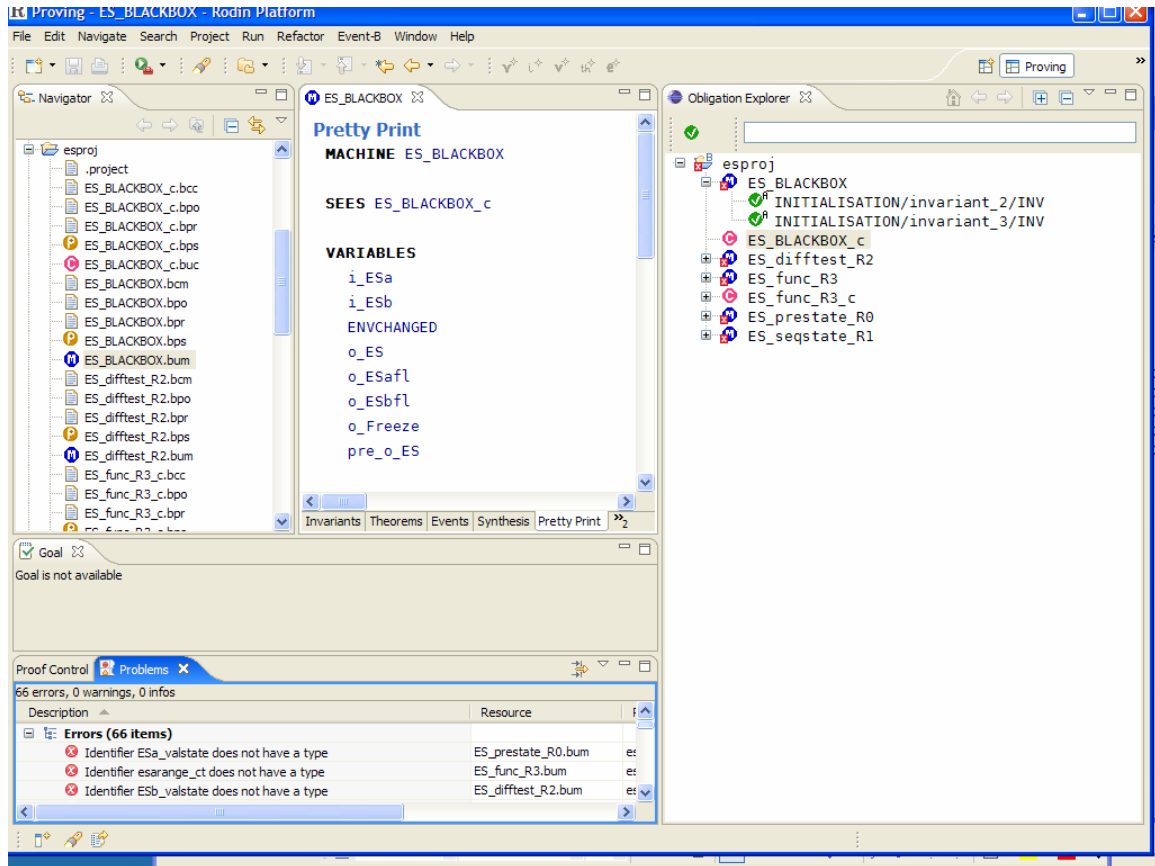 Proving - ES_BLACKBOX - Rodin Platform
File Edit Navigate Search Project Run Refactor Event-B Window Help
Proving
Navigator
esproj
.project
ES_BLACKBOX_c.bcc
ES_BLACKBOX_c.bpo
ES_BLACKBOX_c.bpr
ES_BLACKBOX_c.bps
ES_BLACKBOX_c.buc
ES_BLACKBOX.bcm
ES_BLACKBOX.bpo
ES_BLACKBOX.bpr
ES_BLACKBOX.bps
ES_BLACKBOX.bum
ES_difftest_R2.bcm
ES_difftest_R2.bpo
ES_difftest_R2.bpr
ES_difftest_R2.bps
ES_difftest_R2.bum
ES_func_R3_c.bcc
ES_func_R3_c.bpo
ES_func_R3_c.bpr
ES_BLACKBOX
Pretty Print
MACHINE ES_BLACKBOX
SEES ES_BLACKBOX_c
VARIABLES
i_ESa
i_ESb
ENVCHANGED
o_ES
o_ESafl
o_ESbfl
o_Freeze
pre_o_ES
Invariants Theorems Events Synthesis Pretty Print »2
Obligation Explorer
esproj
ES_BLACKBOX
INITIALISATION/invariant_2/INV
INITIALISATION/invariant_3/INV
ES_BLACKBOX_c
ES_difftest_R2
ES_func_R3
ES_func_R3_c
ES_prestate_R0
ES_seqstate_R1
Goal
Goal is not available
Proof Control Problems
66 errors, 0 warnings, 0 infos
Description Resource
Errors (66 items)
Identifier ESa_valstate does not have a type ES_prestate_R0.bum es
Identifier esarange_ct does not have a type ES_func_R3.bum es
Identifier ESb_valstate does not have a type ES_difftest_R2.bum es